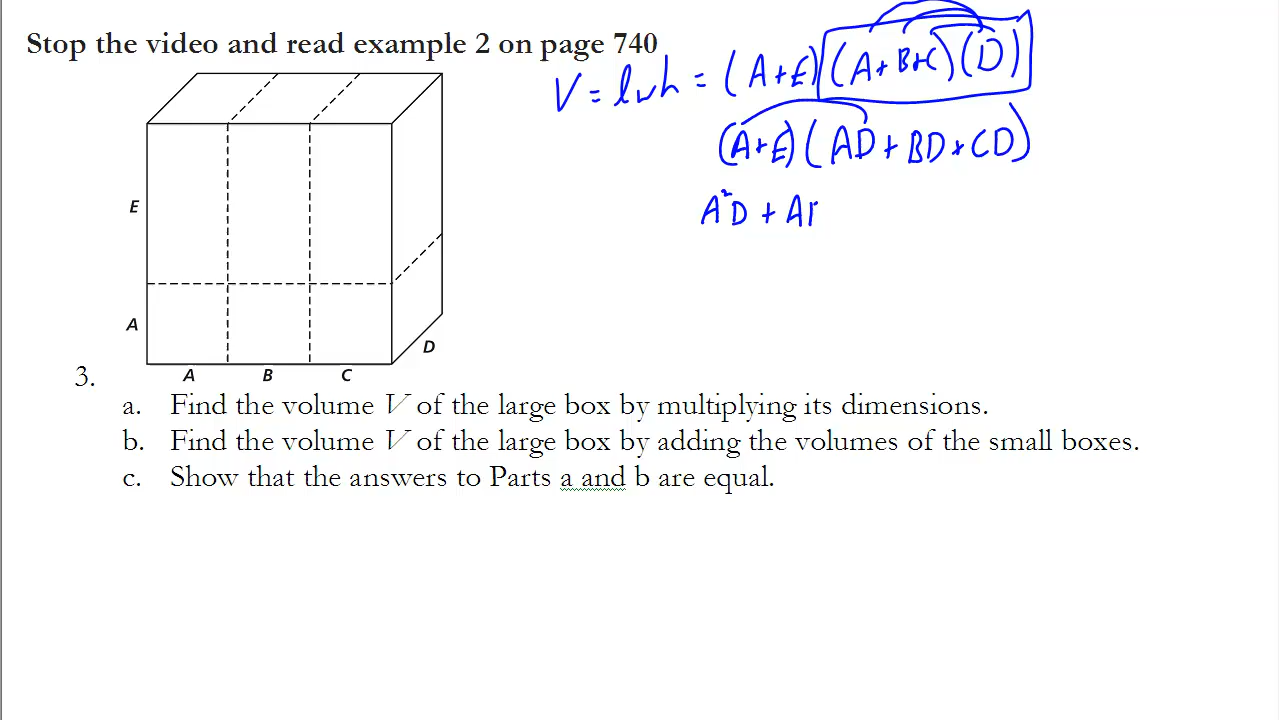 Stop the video and read example 2 on page 740
V = lwh = (A+E)(A+B+C)(D)
(A+E)(AD+BD+CD)
A²D + A
E
A
D
A B C
3.
a. Find the volume V of the large box by multiplying its dimensions.
b. Find the volume V of the large box by adding the volumes of the small boxes.
c. Show that the answers to Parts a and b are equal.